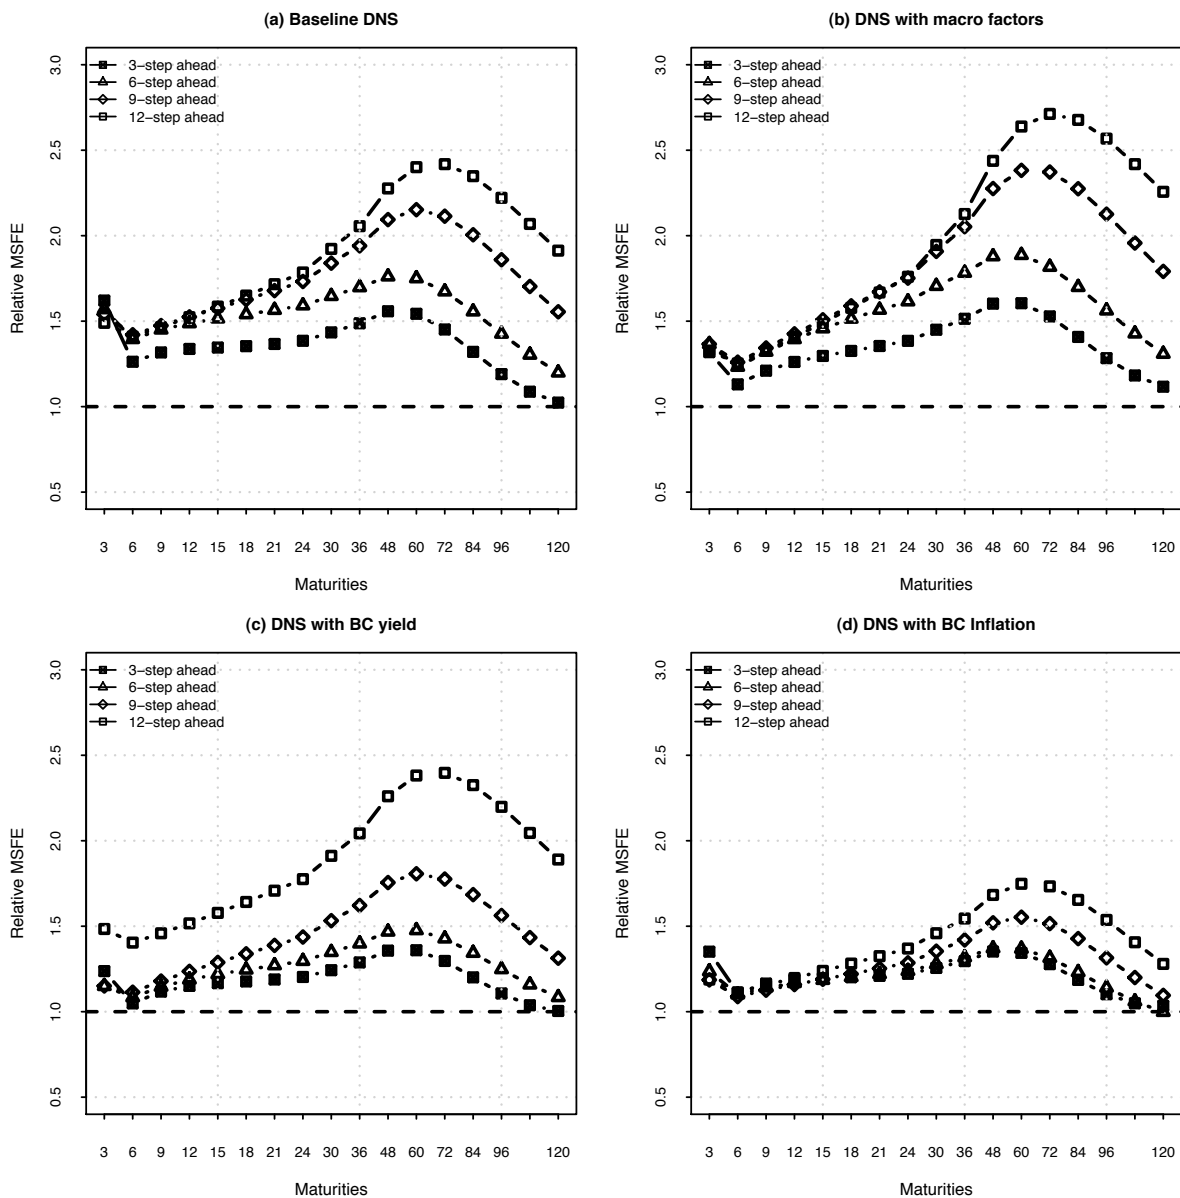 (a) Baseline DNS
3−step ahead
6−step ahead
9−step ahead
12−step ahead
Relative MSFE
3.0
2.5
2.0
1.5
1.0
0.5
3 6 9 12 15 18 21 24 30 36 48 60 72 84 96 120
Maturities
(b) DNS with macro factors
3−step ahead
6−step ahead
9−step ahead
12−step ahead
Relative MSFE
3.0
2.5
2.0
1.5
1.0
0.5
3 6 9 12 15 18 21 24 30 36 48 60 72 84 96 120
Maturities
(c) DNS with BC yield
3−step ahead
6−step ahead
9−step ahead
12−step ahead
Relative MSFE
3.0
2.5
2.0
1.5
1.0
0.5
3 6 9 12 15 18 21 24 30 36 48 60 72 84 96 120
Maturities
(d) DNS with BC Inflation
3−step ahead
6−step ahead
9−step ahead
12−step ahead
Relative MSFE
3.0
2.5
2.0
1.5
1.0
0.5
3 6 9 12 15 18 21 24 30 36 48 60 72 84 96 120
Maturities